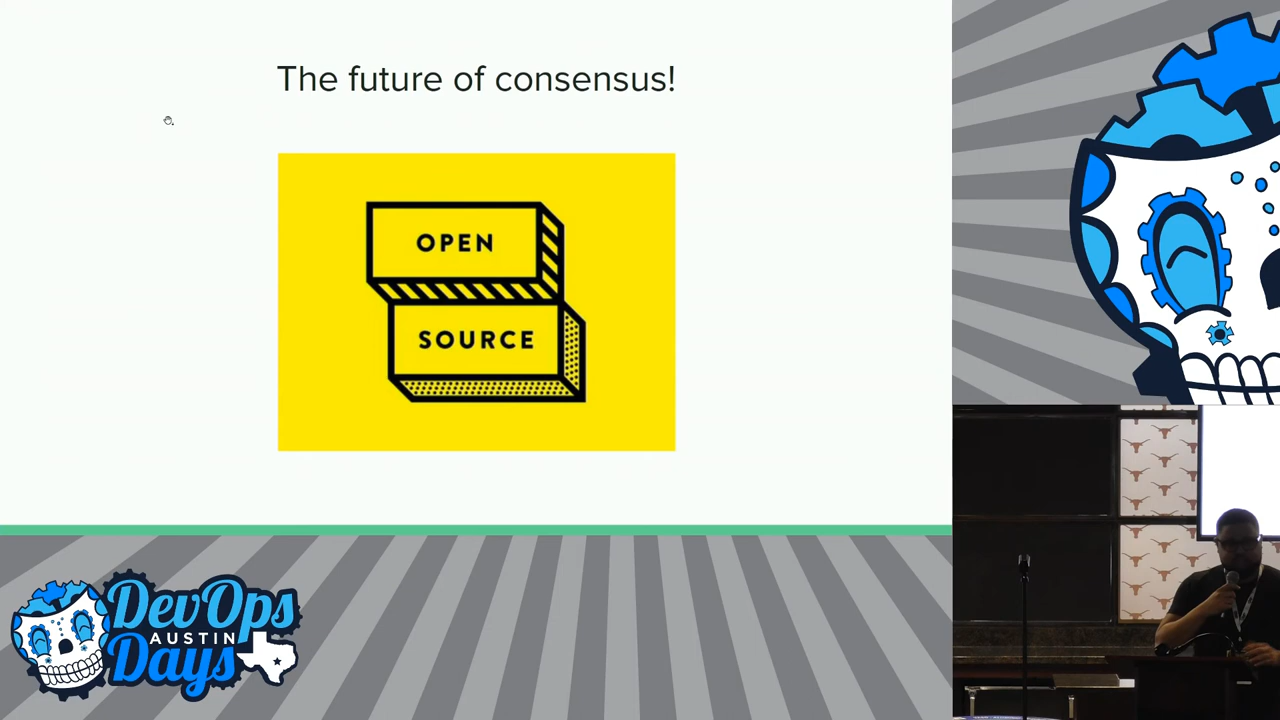 The future of consensus!
OPEN
SOURCE
DevOps
AUSTIN
Days